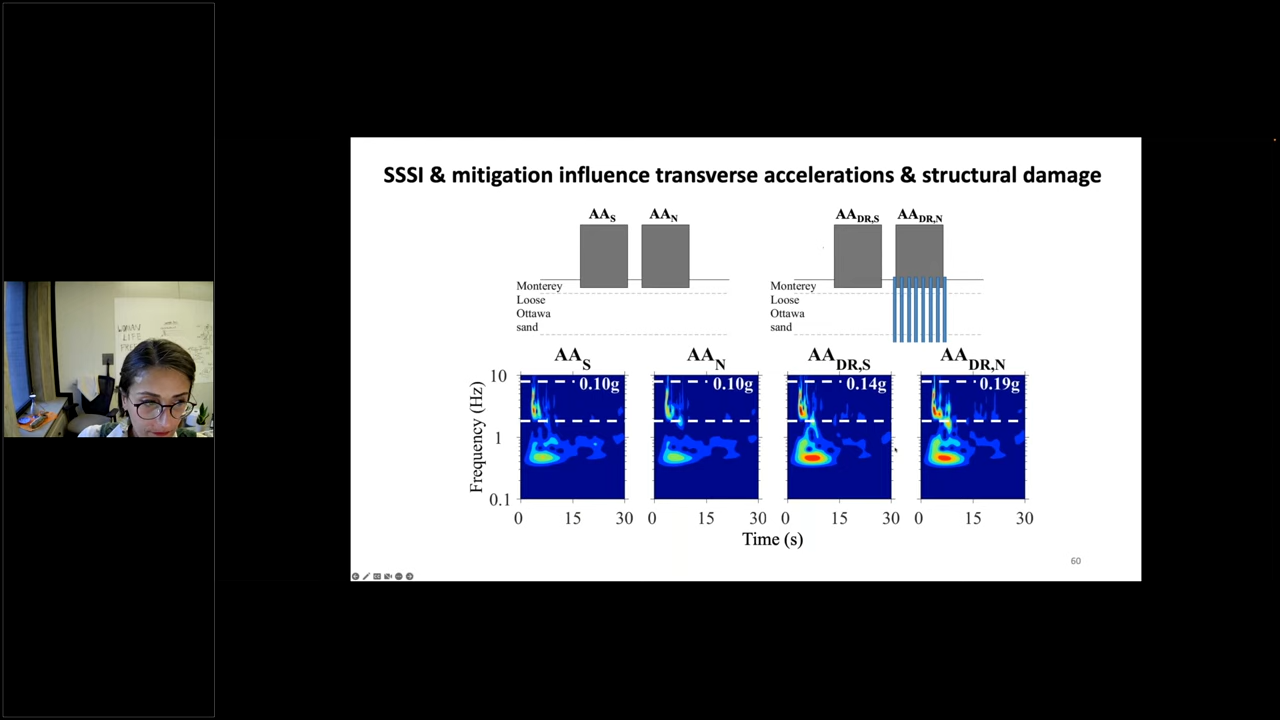 SSSI & mitigation influence transverse accelerations & structural damage
AAS AAN
Monterey
Loose
Ottawa
sand
AADR,S AADR,N
Monterey
Loose
Ottawa
sand
AAS AAN AADR,S AADR,N
0.10g 0.10g 0.14g 0.19g
Frequency (Hz)
10
1
0.1
0 15 30 0 15 30 0 15 30 0 15 30
Time (s)
60
LIFE